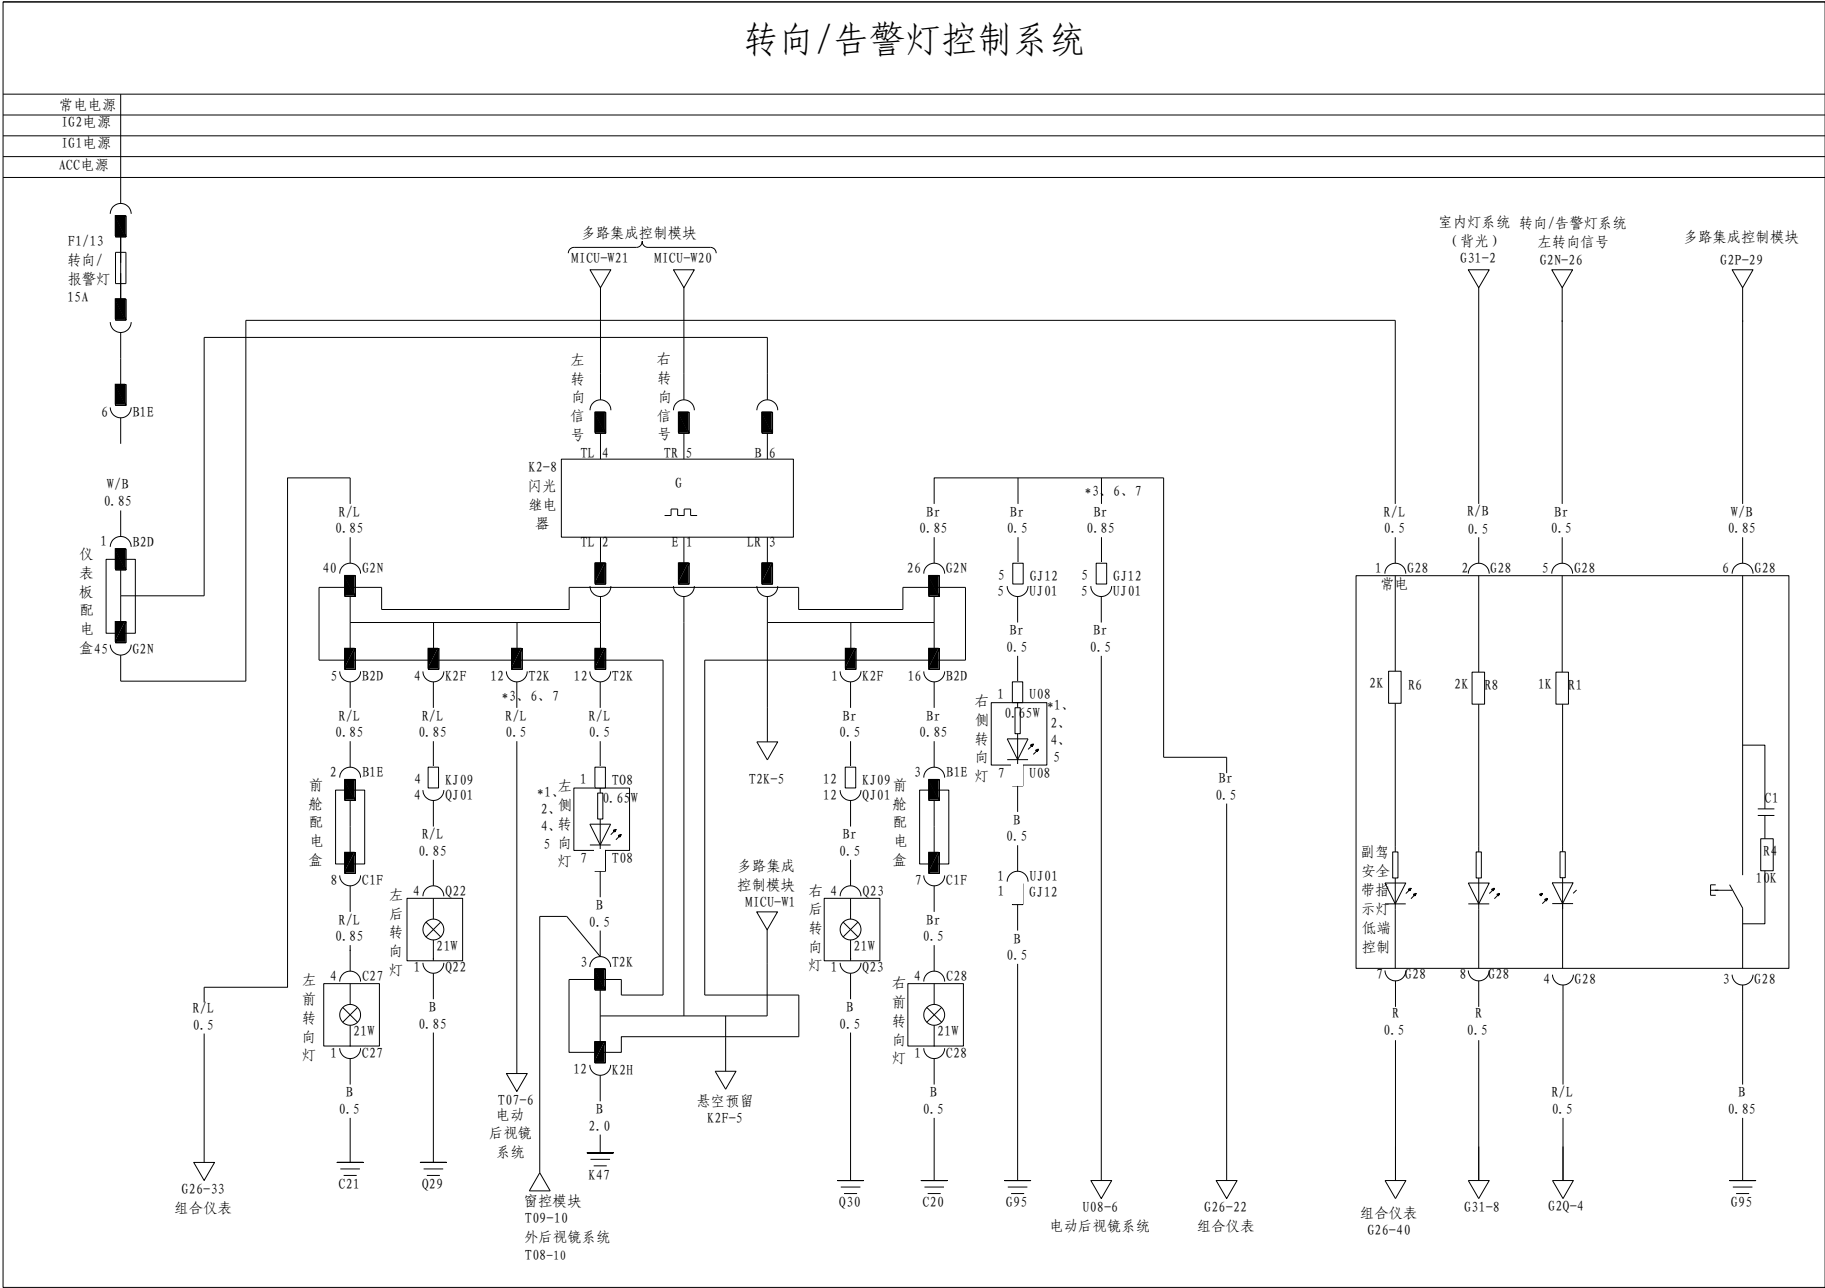 转向/告警灯控制系统
常电电源
IG2电源
IG1电源
ACC电源
F1/13
转向/
报警灯
15A
6 B1E
W/B
0.85
1 B2D
仪表板配电盒
45 G2N
R/L
0.5
G26-33
组合仪表
多路集成控制模块
MICU-W21
MICU-W20
左转向信号
右转向信号
TL 4
TR 5
B 6
K2-8
闪光继电器
G
TL 2
E 1
LR 3
R/L
0.85
40 G2N
5 B2D
4 K2F
12 T2K
*3、6、7
12 T2K
R/L
0.85
R/L
0.85
R/L
0.5
R/L
0.5
2 B1E
前舱配电盒
8 C1F
R/L
0.85
4 C27
左前转向灯
21W
1 C27
B
0.5
C21
4 KJ09
4 QJ01
R/L
0.85
4 Q22
左后转向灯
21W
1 Q22
B
0.85
Q29
T07-6
电动
后视镜
系统
1 T08
0.65W
*1、
2、
4、
5
左侧转向灯
7 T08
B
0.5
3 T2K
12 K2H
B
2.0
K47
窗控模块
T09-10
外后视镜系统
T08-10
T2K-5
多路集成
控制模块
MICU-W1
悬空预留
K2F-5
Br
0.85
26 G2N
1 K2F
16 B2D
Br
0.5
Br
0.85
12 KJ09
12 QJ01
Br
0.5
4 Q23
右后转向灯
21W
1 Q23
B
0.5
Q30
3 B1E
前舱配电盒
7 C1F
Br
0.5
4 C28
右前转向灯
21W
1 C28
B
0.5
C20
Br
0.5
5 GJ12
5 UJ01
Br
0.5
1 U08
0.65W
*1、
2、
4、
5
右侧转向灯
7 U08
B
0.5
1 UJ01
1 GJ12
B
0.5
G95
*3、6、7
Br
0.85
5 GJ12
5 UJ01
Br
0.5
U08-6
电动后视镜系统
Br
0.5
G26-22
组合仪表
室内灯系统
(背光)
G31-2
转向/告警灯系统
左转向信号
G2N-26
多路集成控制模块
G2P-29
R/L
0.5
R/B
0.5
Br
0.5
W/B
0.85
1 G28
2 G28
5 G28
6 G28
常电
2K R6
2K R8
1K R1
C1
R4
10K
副驾
安全
带指
示灯
低端
控制
7 G28
8 G28
4 G28
3 G28
R
0.5
R
0.5
R/L
0.5
B
0.85
组合仪表
G26-40
G31-8
G2Q-4
G95